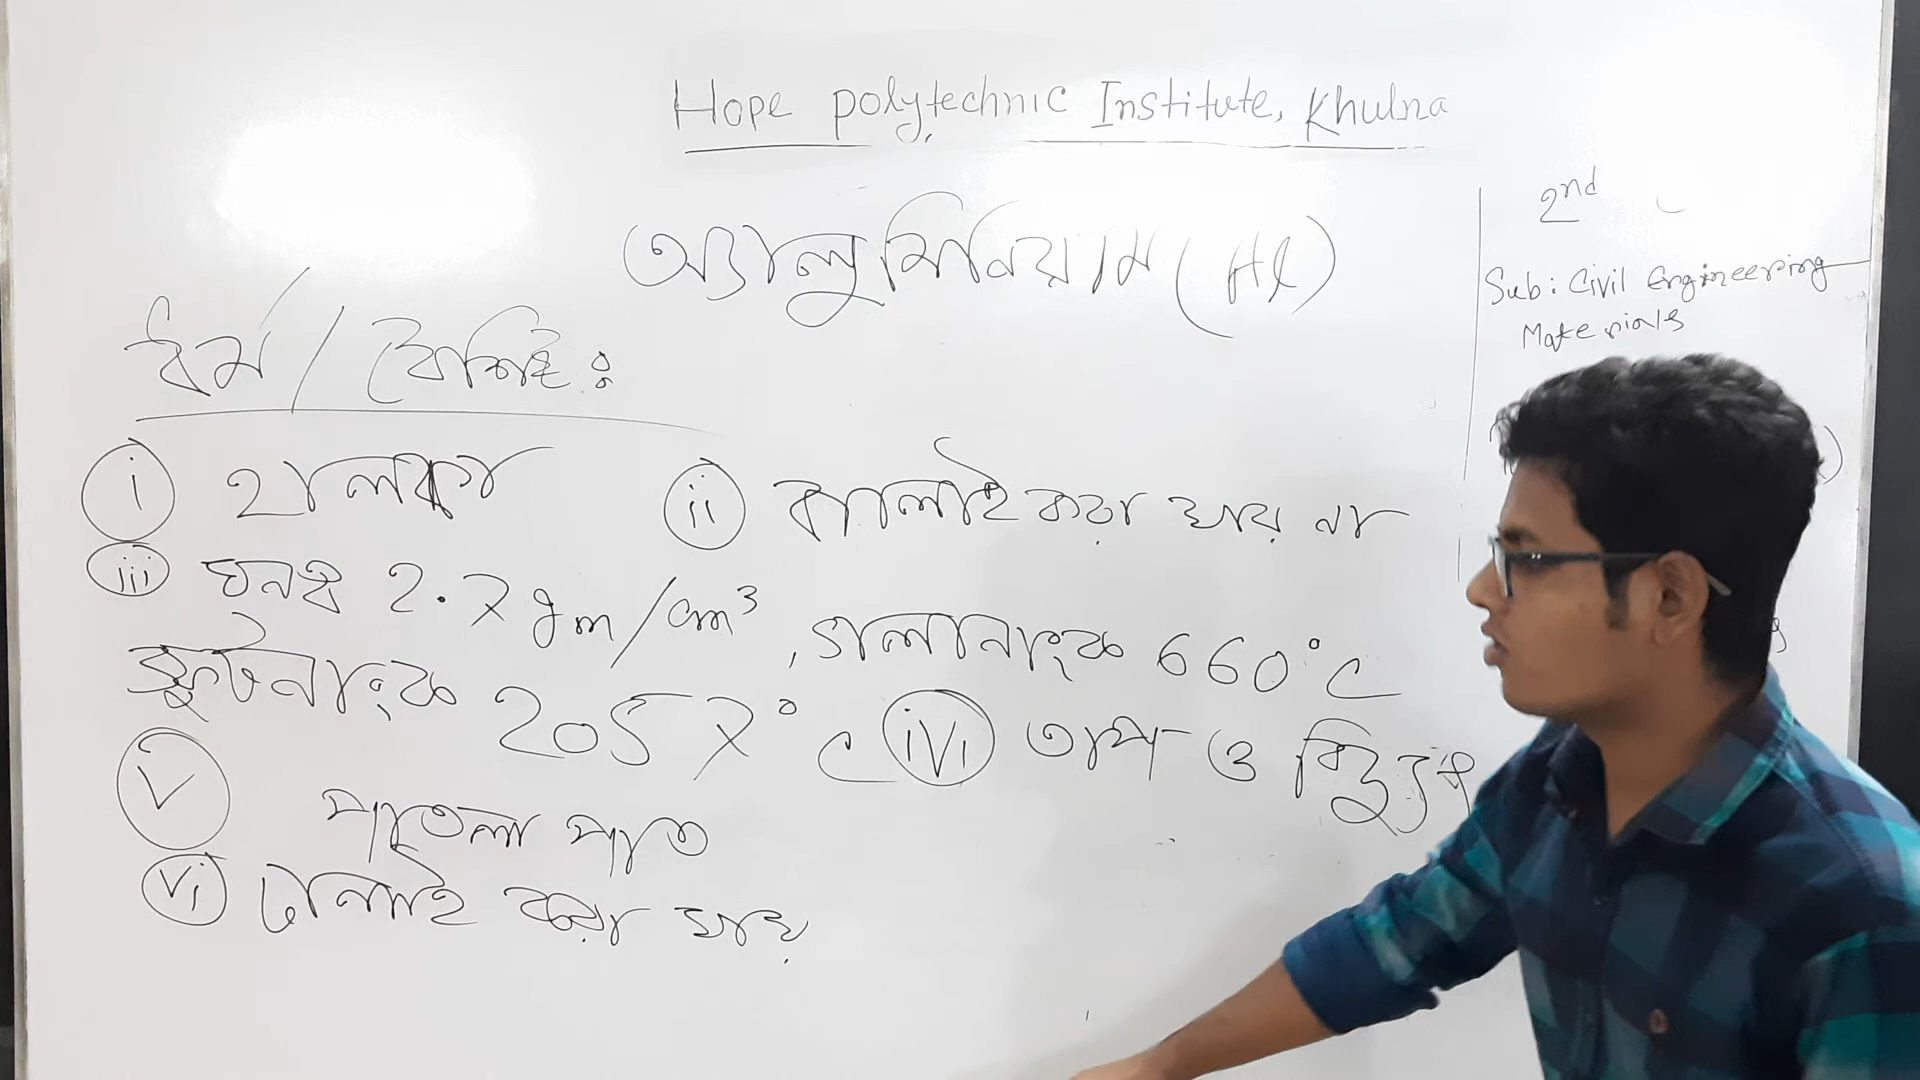 Hope polytechnic Institute, Khulna
অ্যালুমিনিয়াম (Al)
2nd
Sub: Civil Engineering
Materials
ধর্ম / বৈশিষ্ট :
i হালকা
ii ঝালাই করা যায় না
iii ঘনত্ব 2.7 gm/cm³, গলনাংক 660°C
স্ফুটনাংক 2057°C iv তাপ ও বিদ্যুৎ
v পাতলা পাত
vi ঢালাই করা যায়